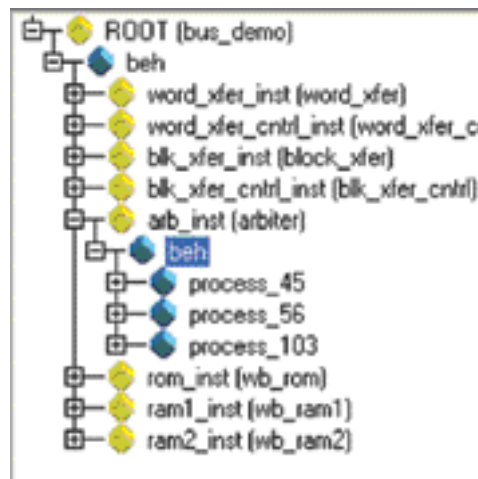 ROOT (bus_demo)
beh
word_xfer_inst (word_xfer)
word_xfer_cntrl_inst (word_xfer_c
blk_xfer_inst (block_xfer)
blk_xfer_cntrl_inst (blk_xfer_cntrl)
arb_inst (arbiter)
beh
process_45
process_56
process_103
rom_inst (wb_rom)
ram1_inst (wb_ram1)
ram2_inst (wb_ram2)